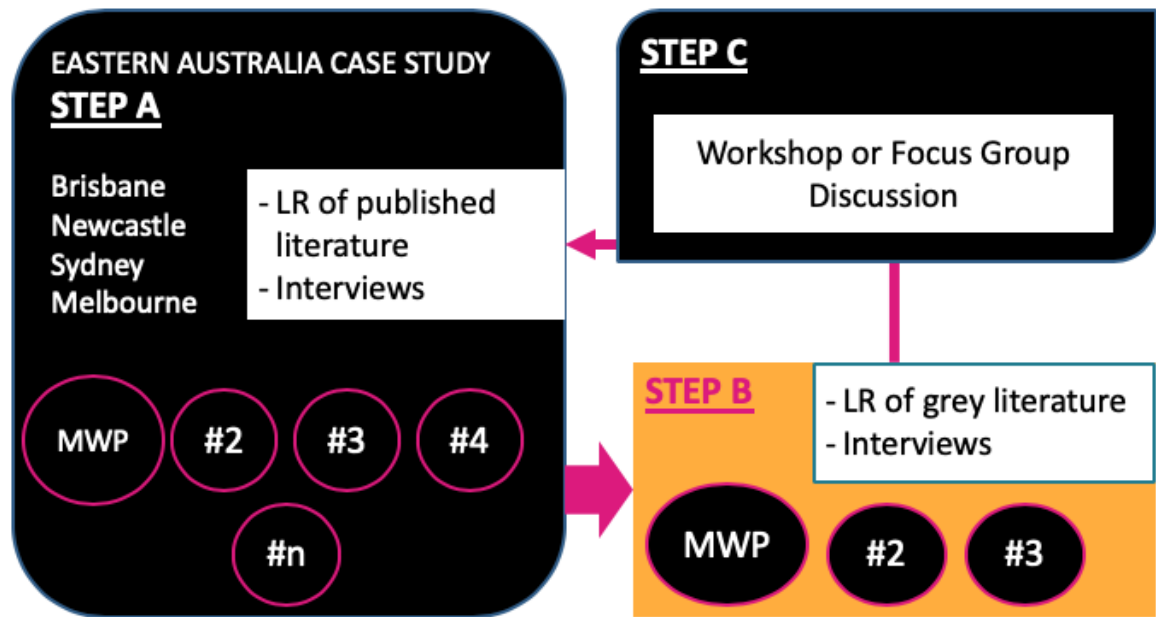 EASTERN AUSTRALIA CASE STUDY
STEP A
Brisbane
Newcastle
Sydney
Melbourne
- LR of published
literature
- Interviews
MWP
#2
#3
#4
#n
STEP B
- LR of grey literature
- Interviews
MWP
#2
#3
STEP C
Workshop or Focus Group
Discussion